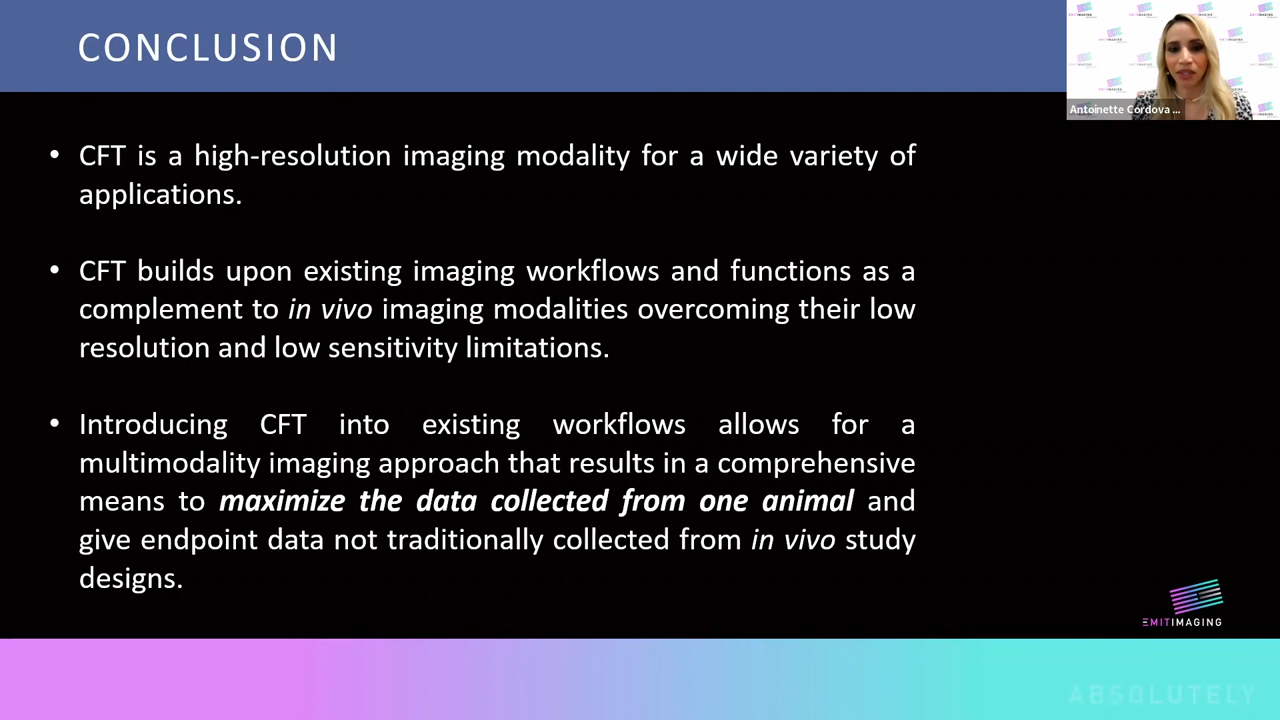 CONCLUSION
Antoinette Cordova ...
• CFT is a high-resolution imaging modality for a wide variety of
applications.
• CFT builds upon existing imaging workflows and functions as a
complement to in vivo imaging modalities overcoming their low
resolution and low sensitivity limitations.
• Introducing CFT into existing workflows allows for a
multimodality imaging approach that results in a comprehensive
means to maximize the data collected from one animal and
give endpoint data not traditionally collected from in vivo study
designs.
EMITIMAGING
ABSOLUTELY